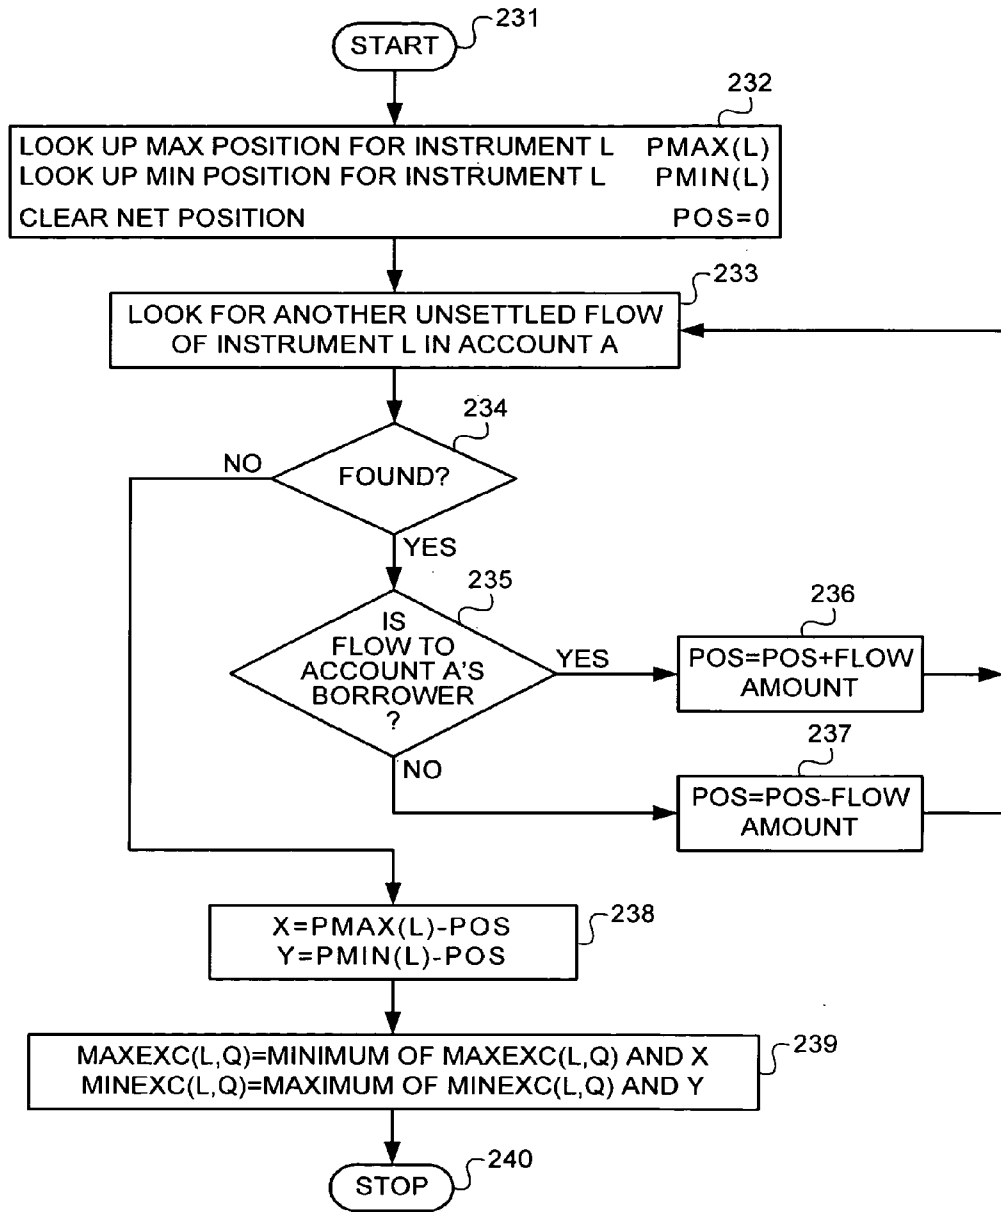 START
231
232
LOOK UP MAX POSITION FOR INSTRUMENT L PMAX(L)
LOOK UP MIN POSITION FOR INSTRUMENT L PMIN(L)
CLEAR NET POSITION POS=0
233
LOOK FOR ANOTHER UNSETTLED FLOW
OF INSTRUMENT L IN ACCOUNT A
234
NO
FOUND?
YES
235
IS
FLOW TO
ACCOUNT A'S
BORROWER
?
YES
236
POS=POS+FLOW
AMOUNT
NO
237
POS=POS-FLOW
AMOUNT
238
X=PMAX(L)-POS
Y=PMIN(L)-POS
239
MAXEXC(L,Q)=MINIMUM OF MAXEXC(L,Q) AND X
MINEXC(L,Q)=MAXIMUM OF MINEXC(L,Q) AND Y
240
STOP